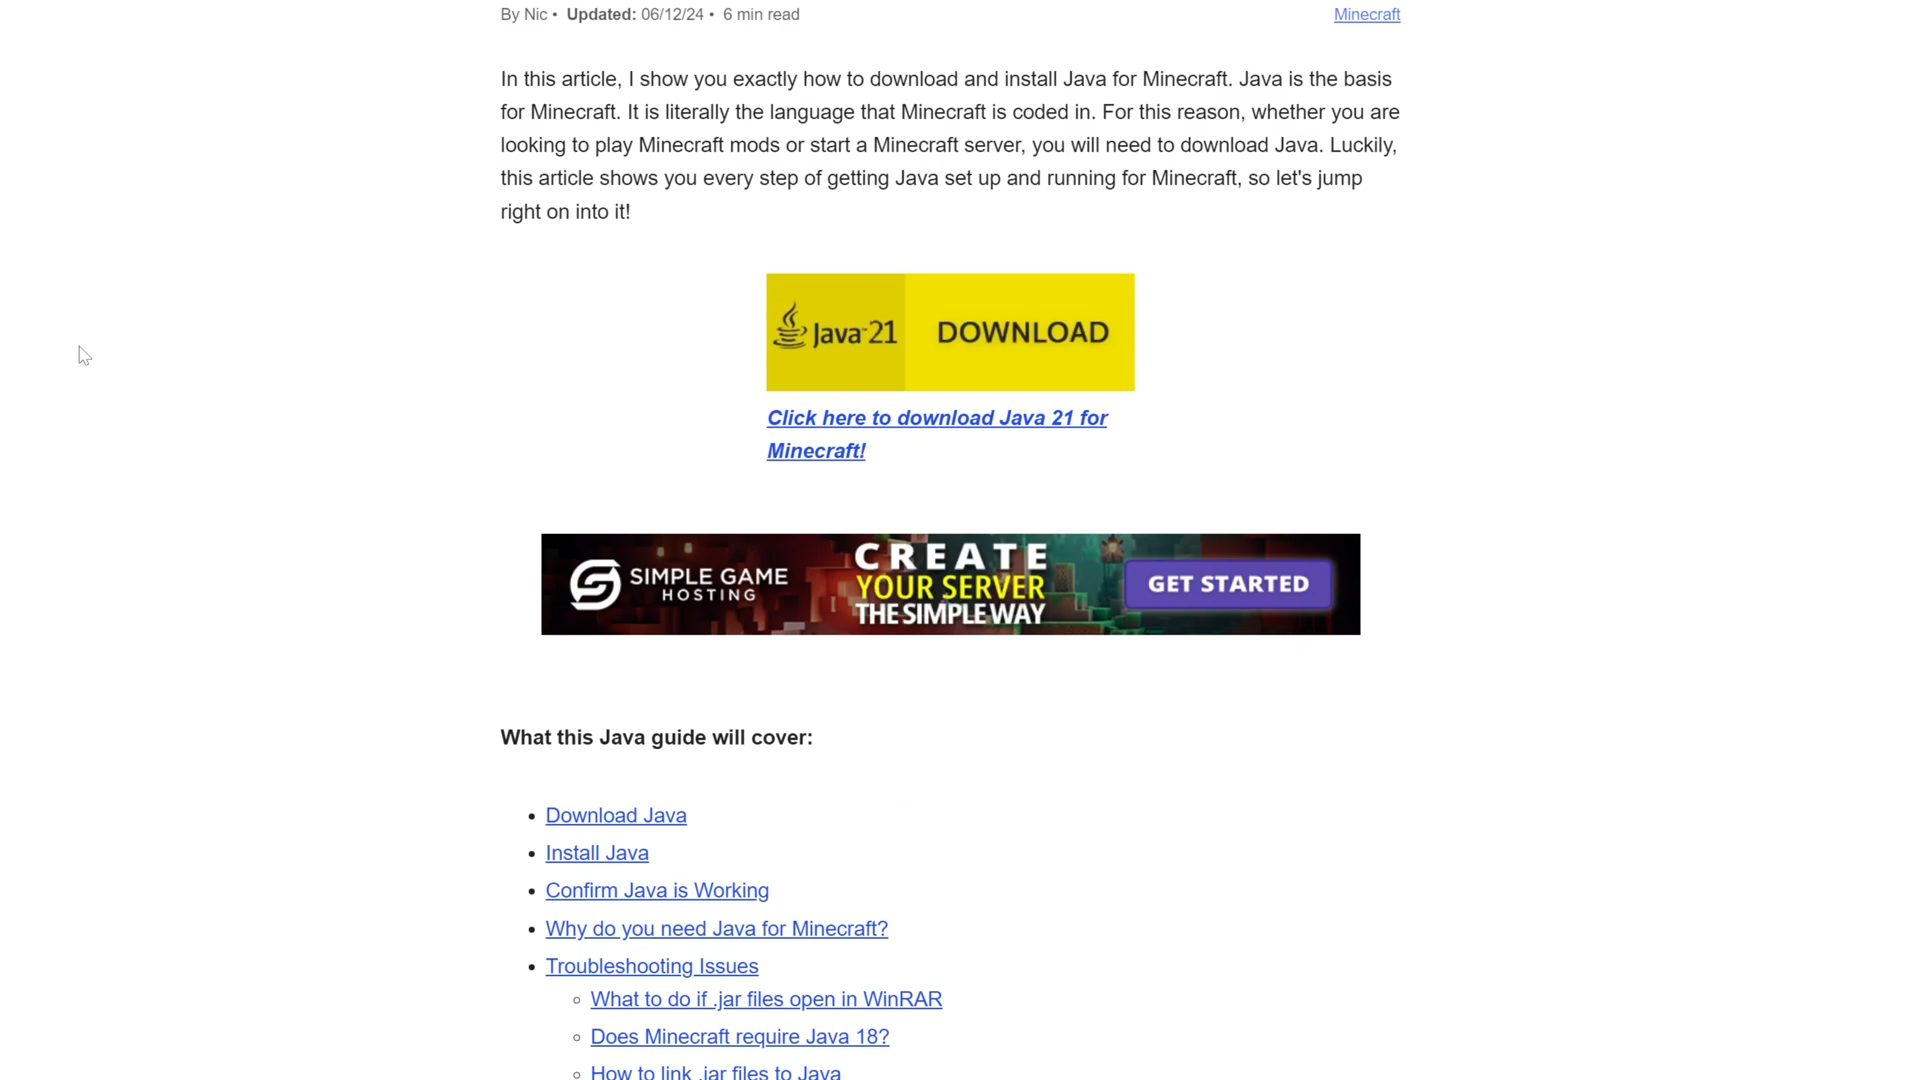 By Nic • Updated: 06/12/24 • 6 min read
Minecraft
In this article, I show you exactly how to download and install Java for Minecraft. Java is the basis
for Minecraft. It is literally the language that Minecraft is coded in. For this reason, whether you are
looking to play Minecraft mods or start a Minecraft server, you will need to download Java. Luckily,
this article shows you every step of getting Java set up and running for Minecraft, so let's jump
right on into it!
Java™21 DOWNLOAD
Click here to download Java 21 for
Minecraft!
SIMPLE GAME
HOSTING
CREATE
YOUR SERVER
THE SIMPLE WAY
GET STARTED
What this Java guide will cover:
• Download Java
• Install Java
• Confirm Java is Working
• Why do you need Java for Minecraft?
• Troubleshooting Issues
◦ What to do if .jar files open in WinRAR
◦ Does Minecraft require Java 18?
◦ How to link .jar files to Java